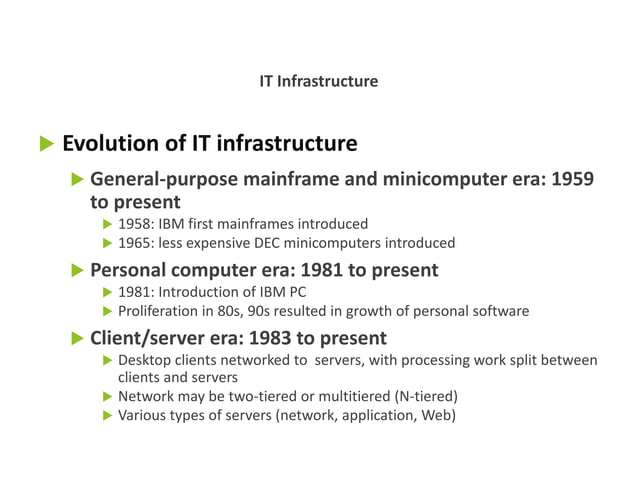 IT Infrastructure
Evolution of IT infrastructure
General-purpose mainframe and minicomputer era: 1959
to present
1958: IBM first mainframes introduced
1965: less expensive DEC minicomputers introduced
Personal computer era: 1981 to present
1981: Introduction of IBM PC
Proliferation in 80s, 90s resulted in growth of personal software
Client/server era: 1983 to present
Desktop clients networked to  servers, with processing work split between
clients and servers
Network may be two-tiered or multitiered (N-tiered)
Various types of servers (network, application, Web)